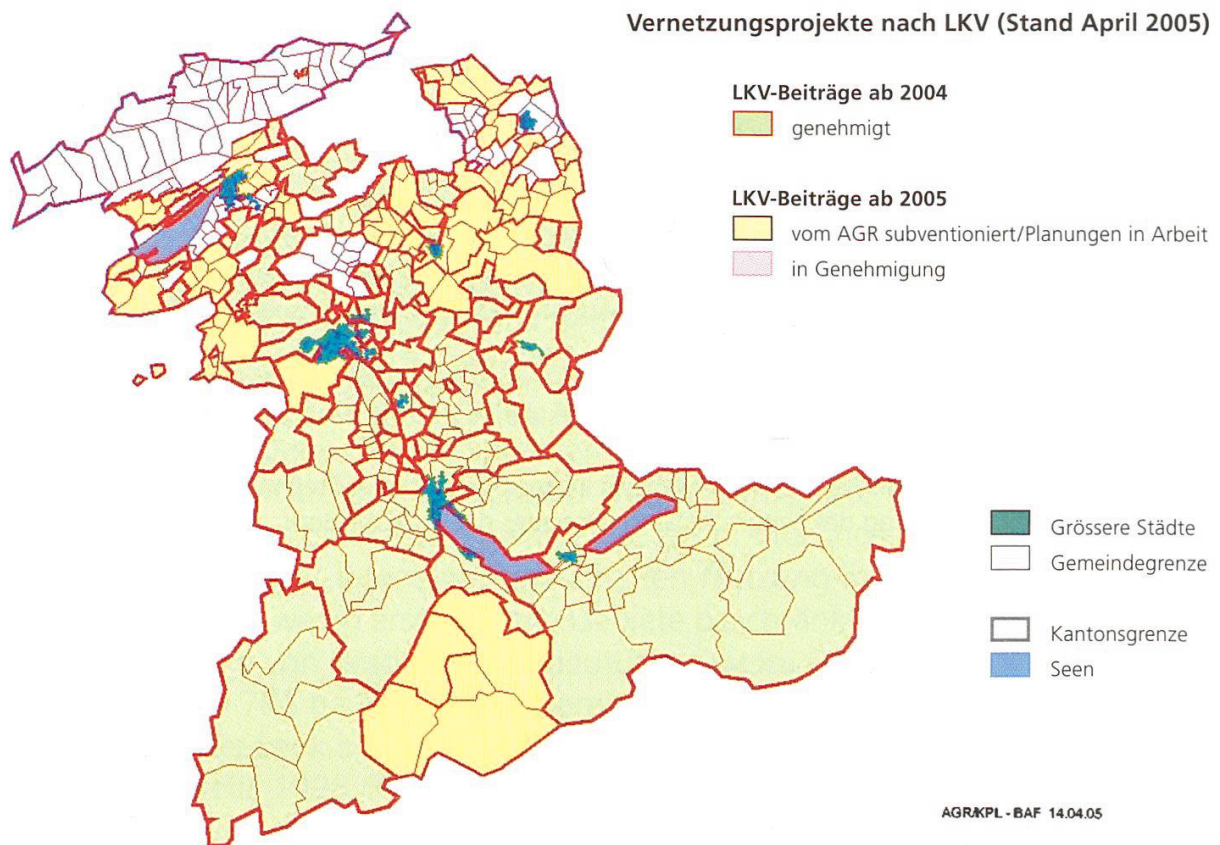 Vernetzungsprojekte nach LKV (Stand April 2005)
LKV-Beiträge ab 2004
genehmigt
LKV-Beiträge ab 2005
vom AGR subventioniert/Planungen in Arbeit
in Genehmigung
Grössere Städte
Gemeindegrenze
Kantonsgrenze
Seen
AGR/KPL - BAF 14.04.05